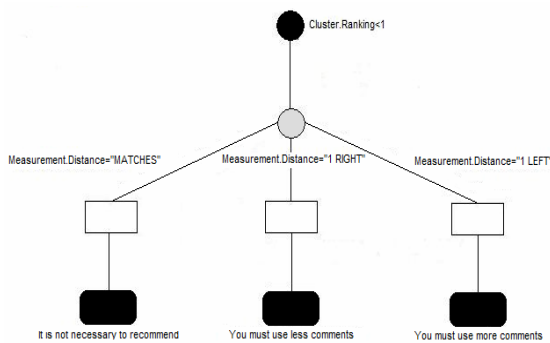 Cluster.Ranking<1
Measurement.Distance="MATCHES"
Measurement.Distance="1 RIGHT"
Measurement.Distance="1 LEFT"
It is not necessary to recommend
You must use less comments
You must use more comments